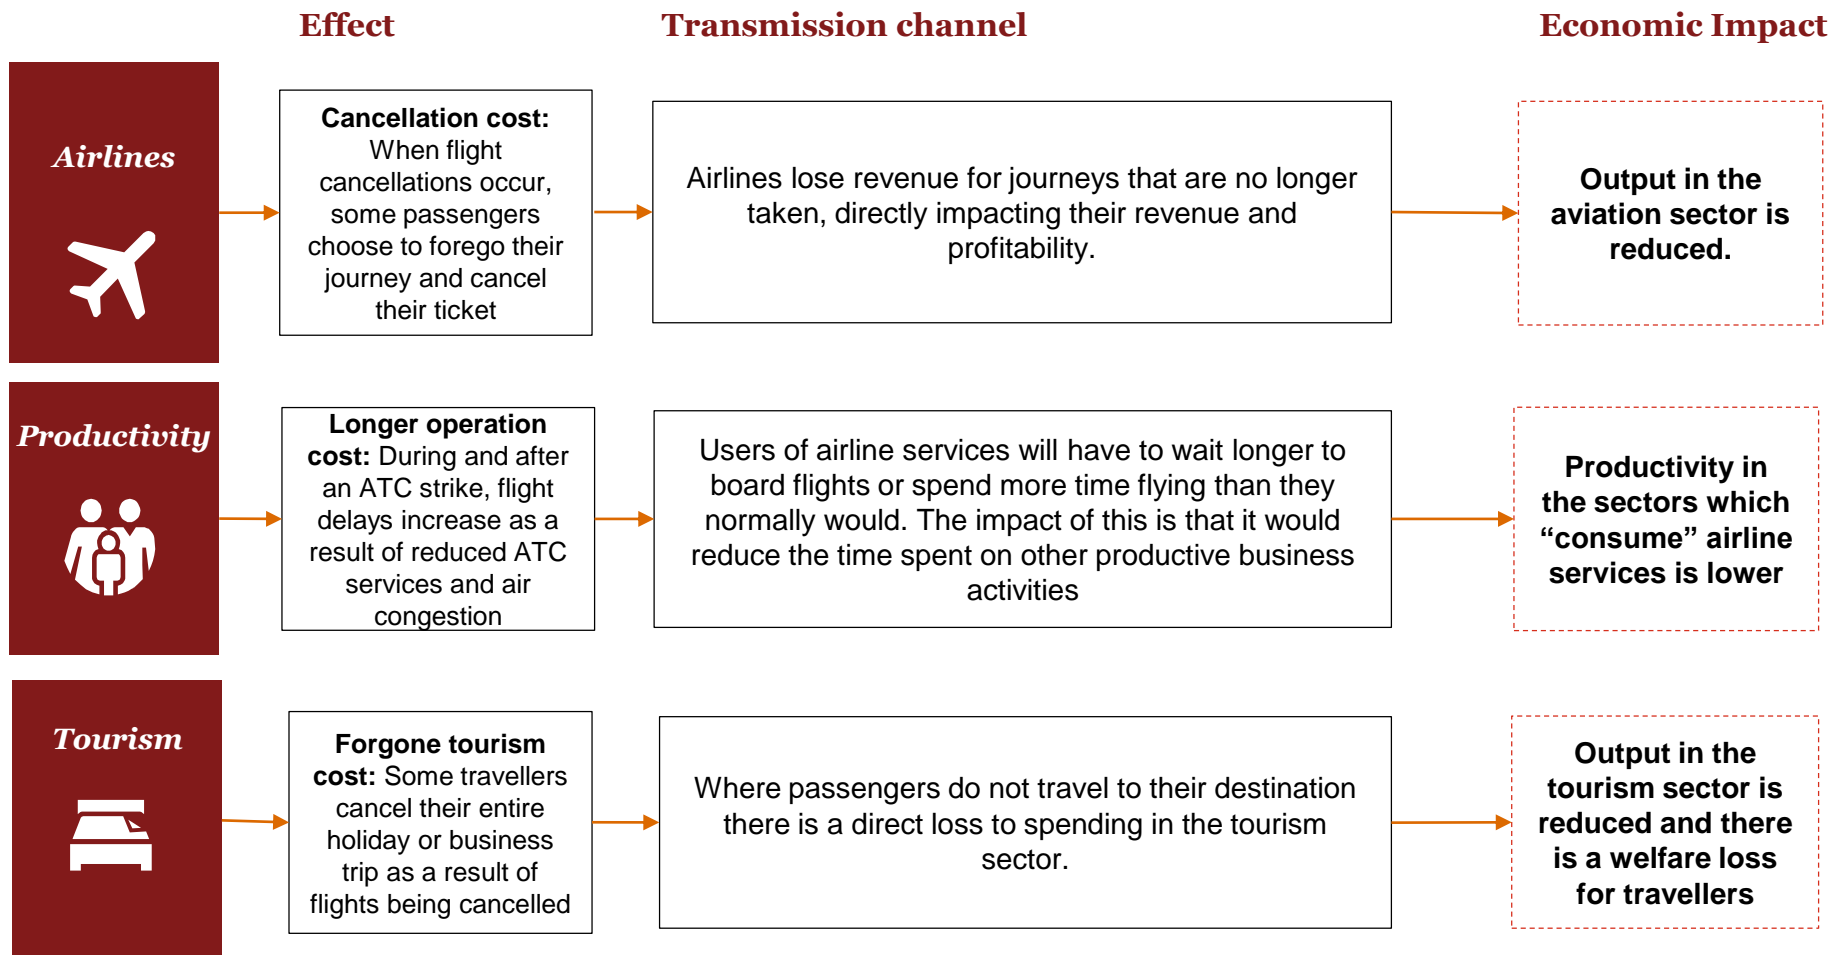 Effect
Transmission channel
Economic Impact
Airlines
Cancellation cost:
When flight
cancellations occur,
some passengers
choose to forego their
journey and cancel
their ticket
Airlines lose revenue for journeys that are no longer
taken, directly impacting their revenue and
profitability.
Output in the
aviation sector is
reduced.
Productivity
Longer operation
cost: During and after
an ATC strike, flight
delays increase as a
result of reduced ATC
services and air
congestion
Users of airline services will have to wait longer to
board flights or spend more time flying than they
normally would. The impact of this is that it would
reduce the time spent on other productive business
activities
Productivity in
the sectors which
“consume” airline
services is lower
Tourism
Forgone tourism
cost: Some travellers
cancel their entire
holiday or business
trip as a result of
flights being cancelled
Where passengers do not travel to their destination
there is a direct loss to spending in the tourism
sector.
Output in the
tourism sector is
reduced and there
is a welfare loss
for travellers